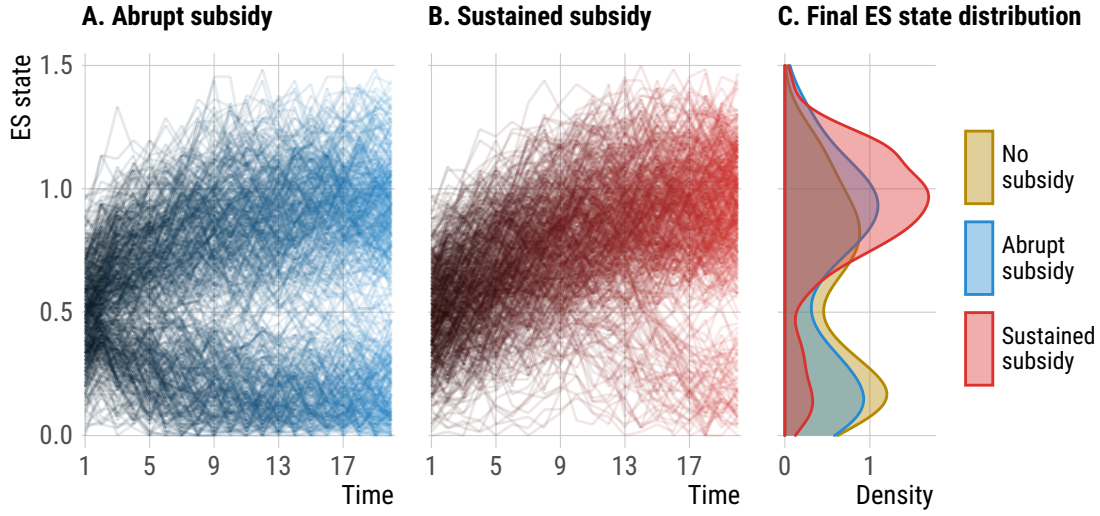 A. Abrupt subsidy
B. Sustained subsidy
C. Final ES state distribution
ES state
1.5
1.0
0.5
0.0
1 5 9 13 17
Time
1 5 9 13 17
Time
0 1
Density
No
subsidy
Abrupt
subsidy
Sustained
subsidy